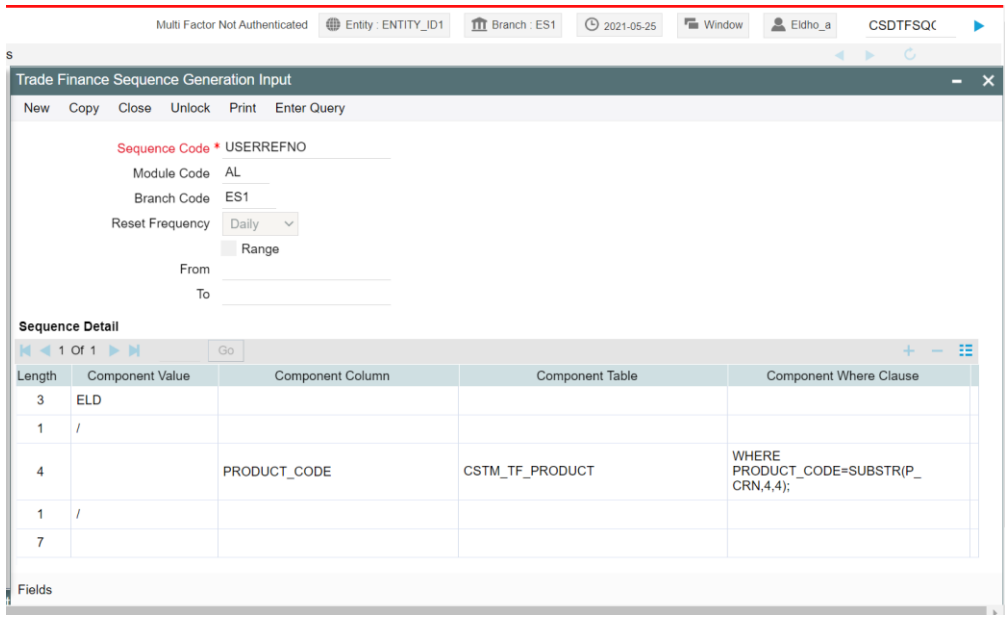 Multi Factor Not Authenticated Entity : ENTITY_ID1 Branch : ES1 2021-05-25 Window Eldho_a CSDTFSQ(
s
Trade Finance Sequence Generation Input
New Copy Close Unlock Print Enter Query
Sequence Code * USERREFNO
Module Code AL
Branch Code ES1
Reset Frequency Daily
Range
From
To
Sequence Detail
1 Of 1 Go
Length Component Value Component Column Component Table Component Where Clause
3 ELD
1 /
4 PRODUCT_CODE CSTM_TF_PRODUCT WHERE
PRODUCT_CODE=SUBSTR(P_
CRN,4,4);
1 /
7
Fields